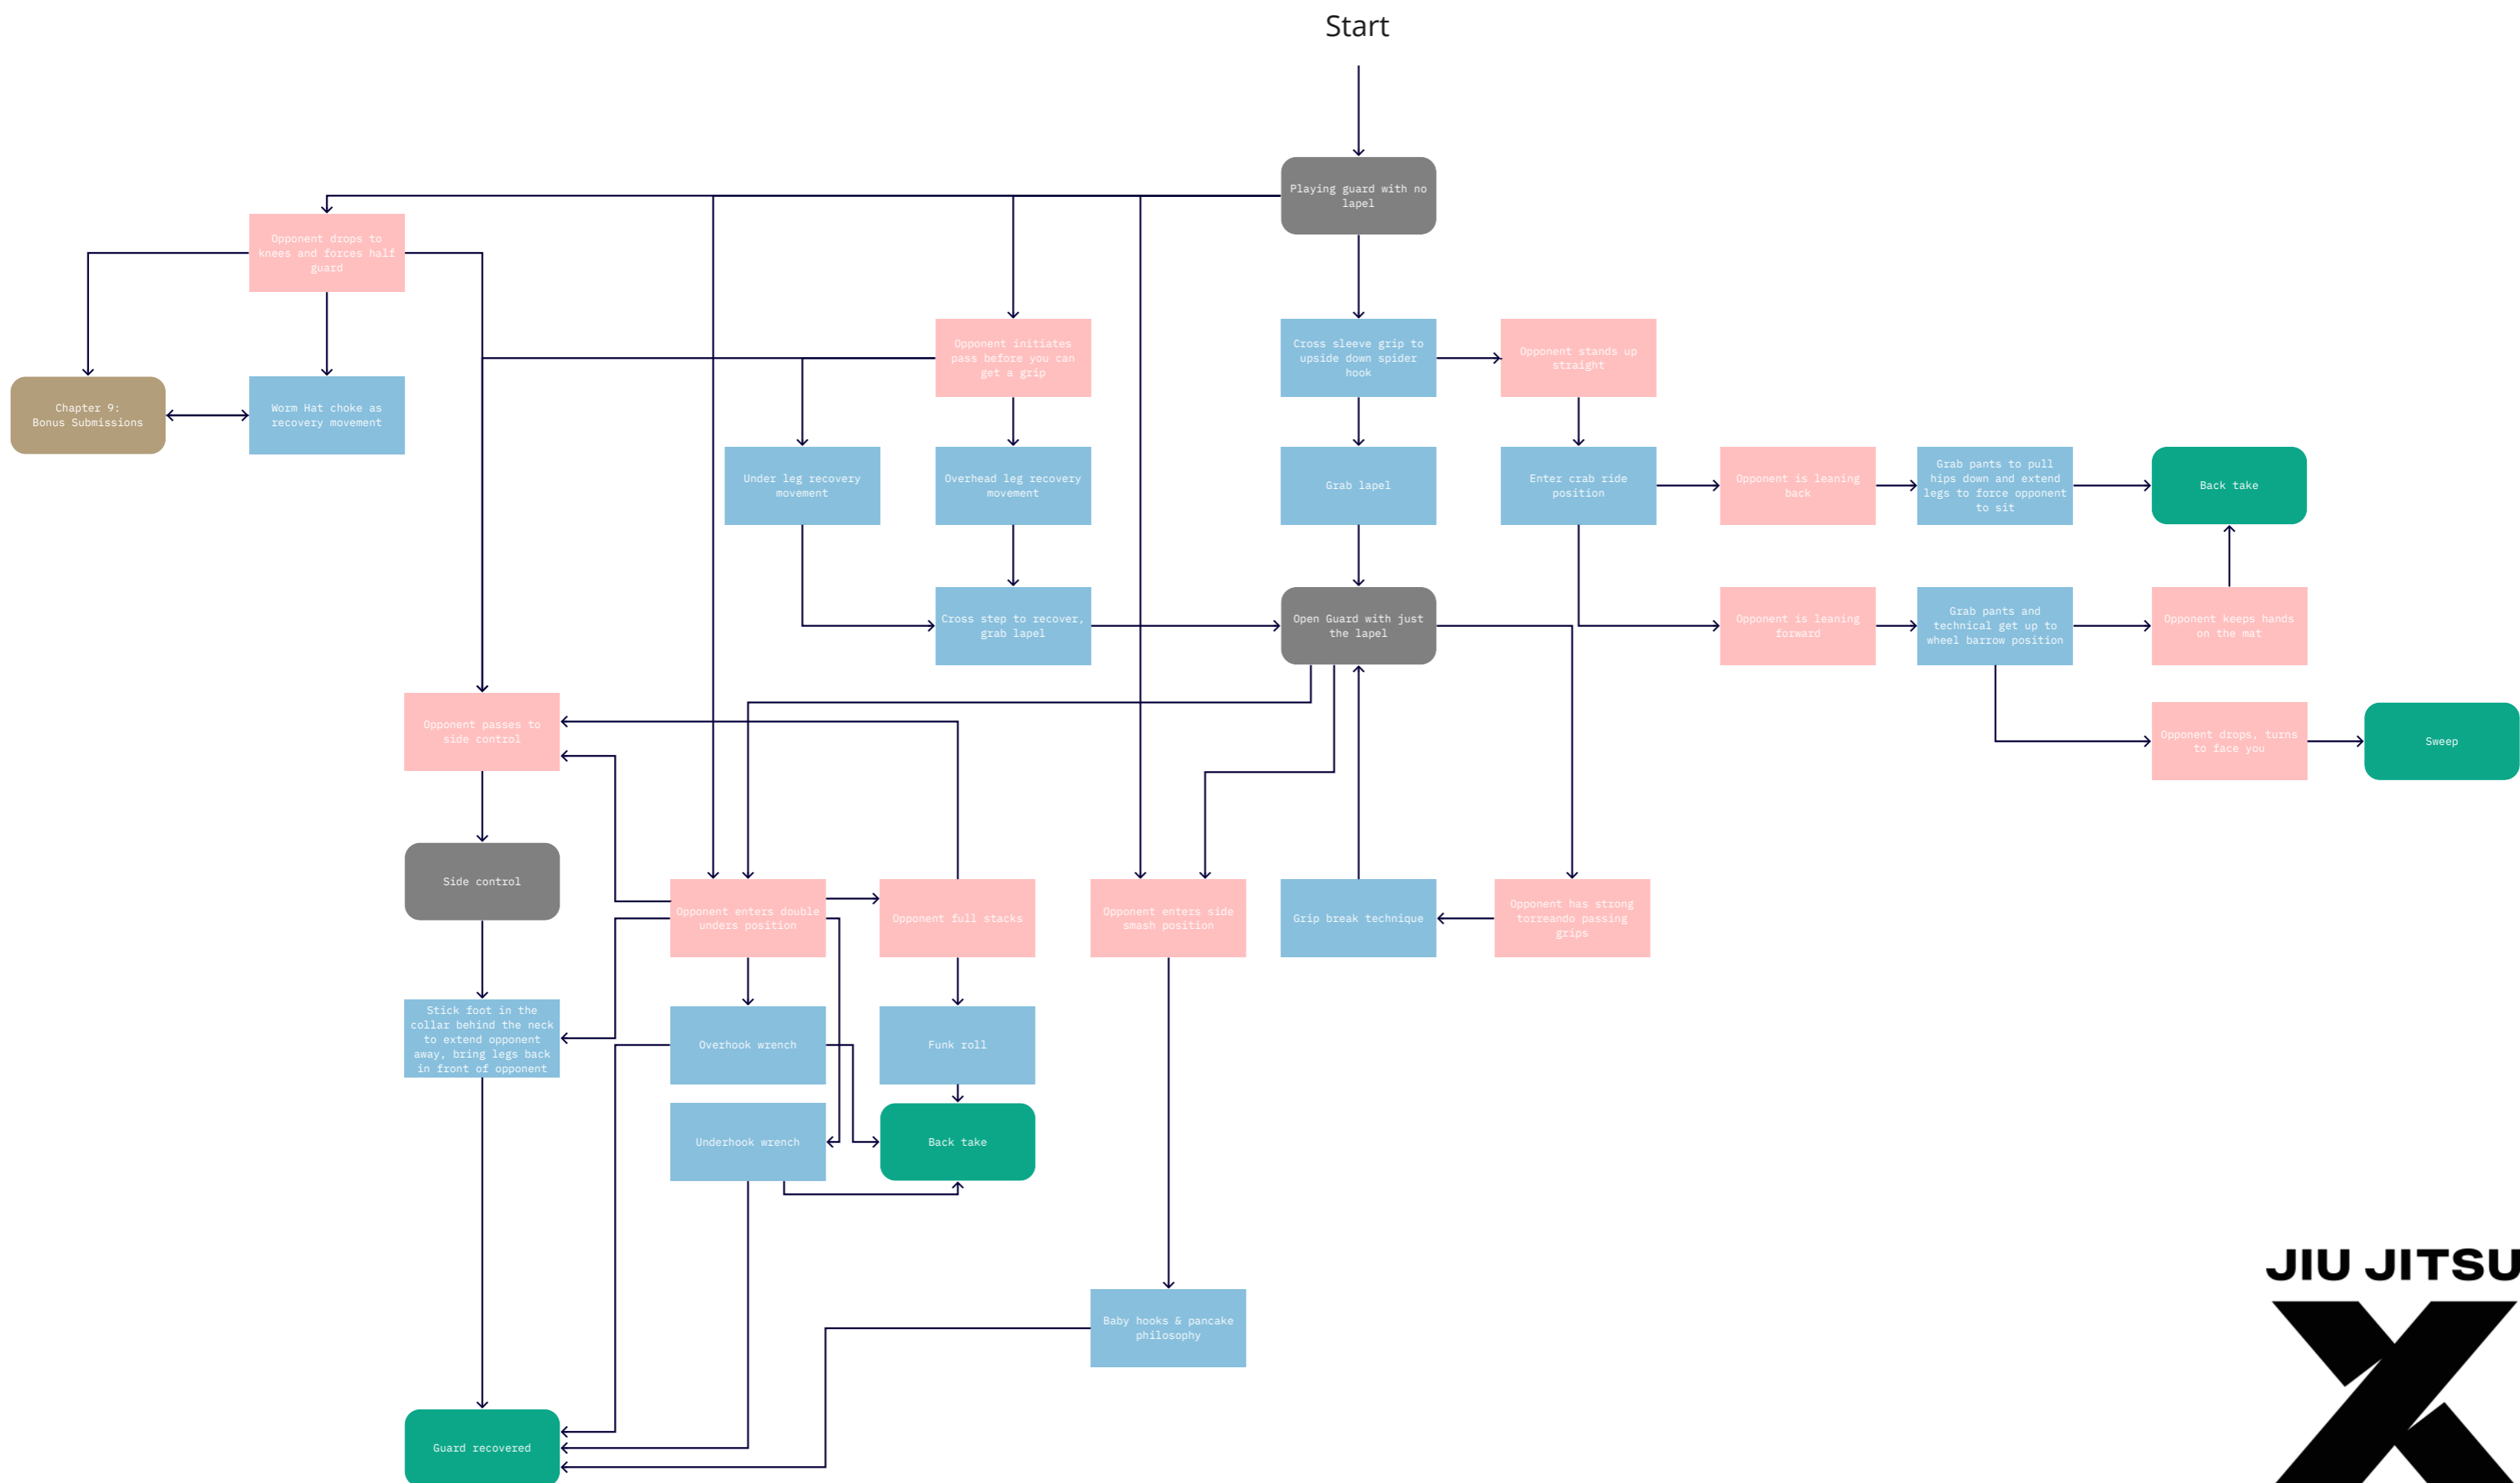 Start
Playing guard with no
lapel
Opponent drops to
knees and forces half
guard
Opponent initiates
pass before you can
get a grip
Cross sleeve grip to
upside down spider
hook
Opponent stands up
straight
Chapter 9:
Bonus Submissions
Worm Hat choke as
recovery movement
Under leg recovery
movement
Overhead leg recovery
movement
Grab lapel
Enter crab ride
position
Opponent is leaning
back
Grab pants to pull
hips down and extend
legs to force opponent
to sit
Back take
Cross step to recover,
grab lapel
Open Guard with just
the lapel
Opponent is leaning
forward
Grab pants and
technical get up to
wheel barrow position
Opponent keeps hands
on the mat
Opponent passes to
side control
Opponent drops, turns
to face you
Sweep
Side control
Opponent enters double
unders position
Opponent full stacks
Opponent enters side
smash position
Grip break technique
Opponent has strong
torreando passing
grips
Stick foot in the
collar behind the neck
to extend opponent
away, bring legs back
in front of opponent
Overhook wrench
Funk roll
Underhook wrench
Back take
Baby hooks & pancake
philosophy
Guard recovered
JIU JITSU
X